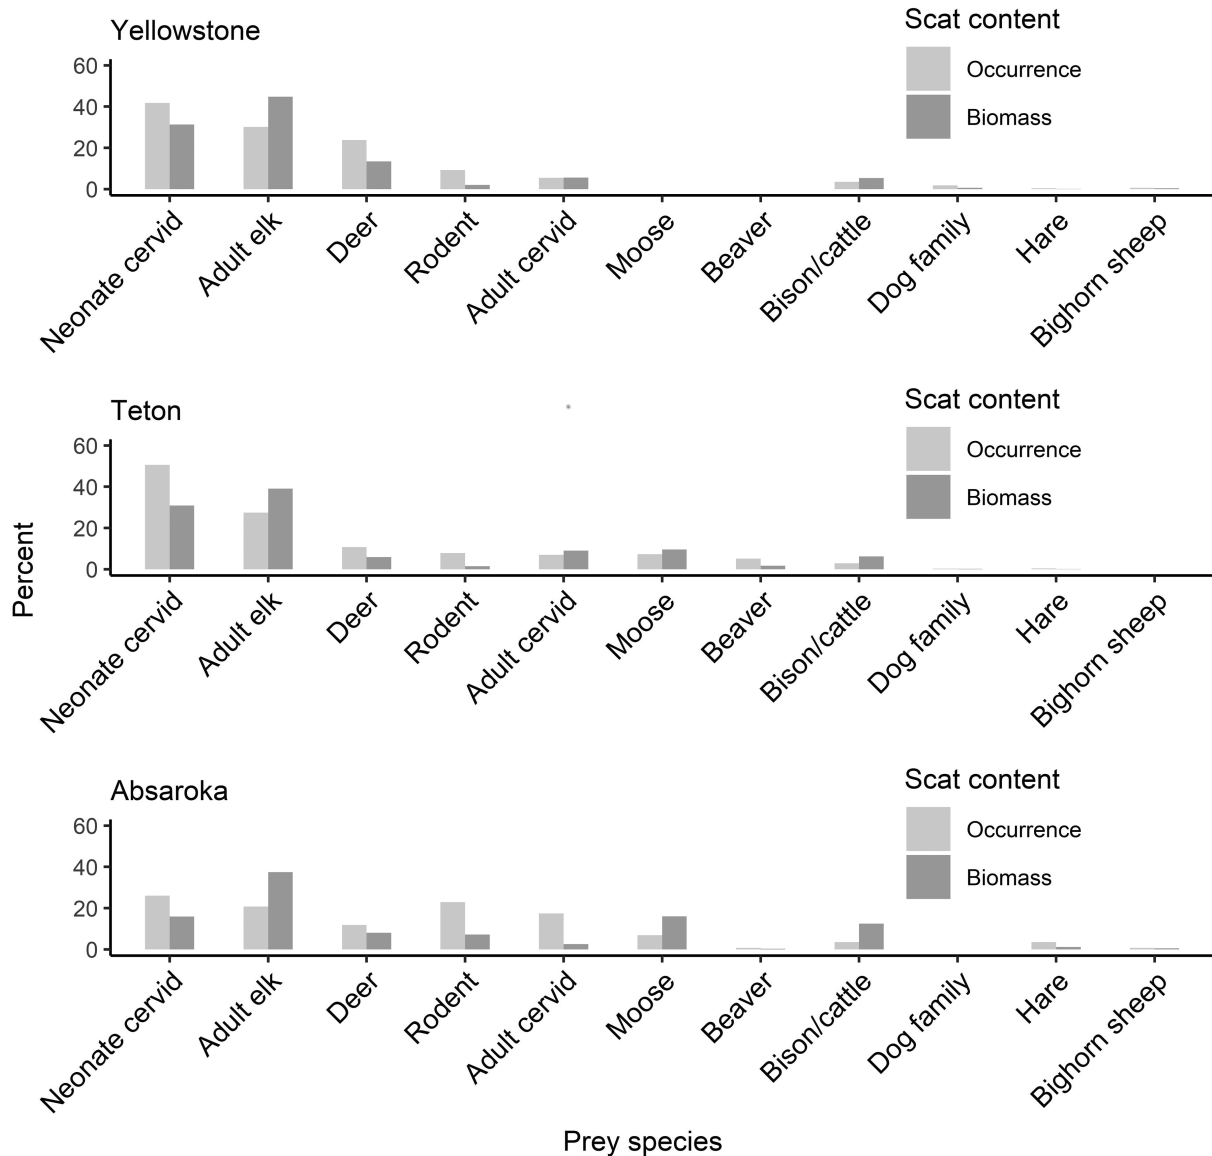 Yellowstone
Scat content
Occurrence
Biomass
60
40
20
0
Neonate cervid
Adult elk
Deer
Rodent
Adult cervid
Moose
Beaver
Bison/cattle
Dog family
Hare
Bighorn sheep
Teton
Scat content
Occurrence
Biomass
60
40
20
0
Neonate cervid
Adult elk
Deer
Rodent
Adult cervid
Moose
Beaver
Bison/cattle
Dog family
Hare
Bighorn sheep
Percent
Absaroka
Scat content
Occurrence
Biomass
60
40
20
0
Neonate cervid
Adult elk
Deer
Rodent
Adult cervid
Moose
Beaver
Bison/cattle
Dog family
Hare
Bighorn sheep
Prey species